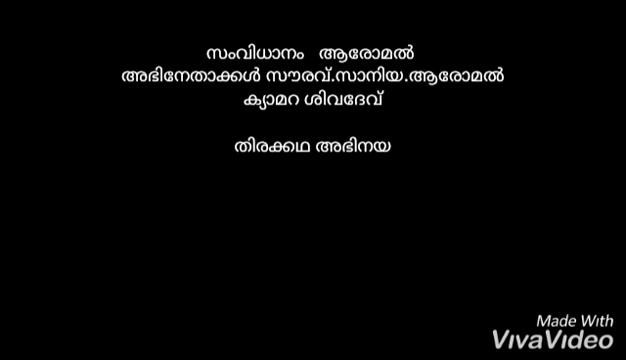 സംവിധാനം ആരോമൽ
അഭിനേതാക്കൾ സൗരവ്.സാനിയ.ആരോമൽ
ക്യാമറ ശിവദേവ്
തിരക്കഥ അഭിനയ
Made With
VivaVideo